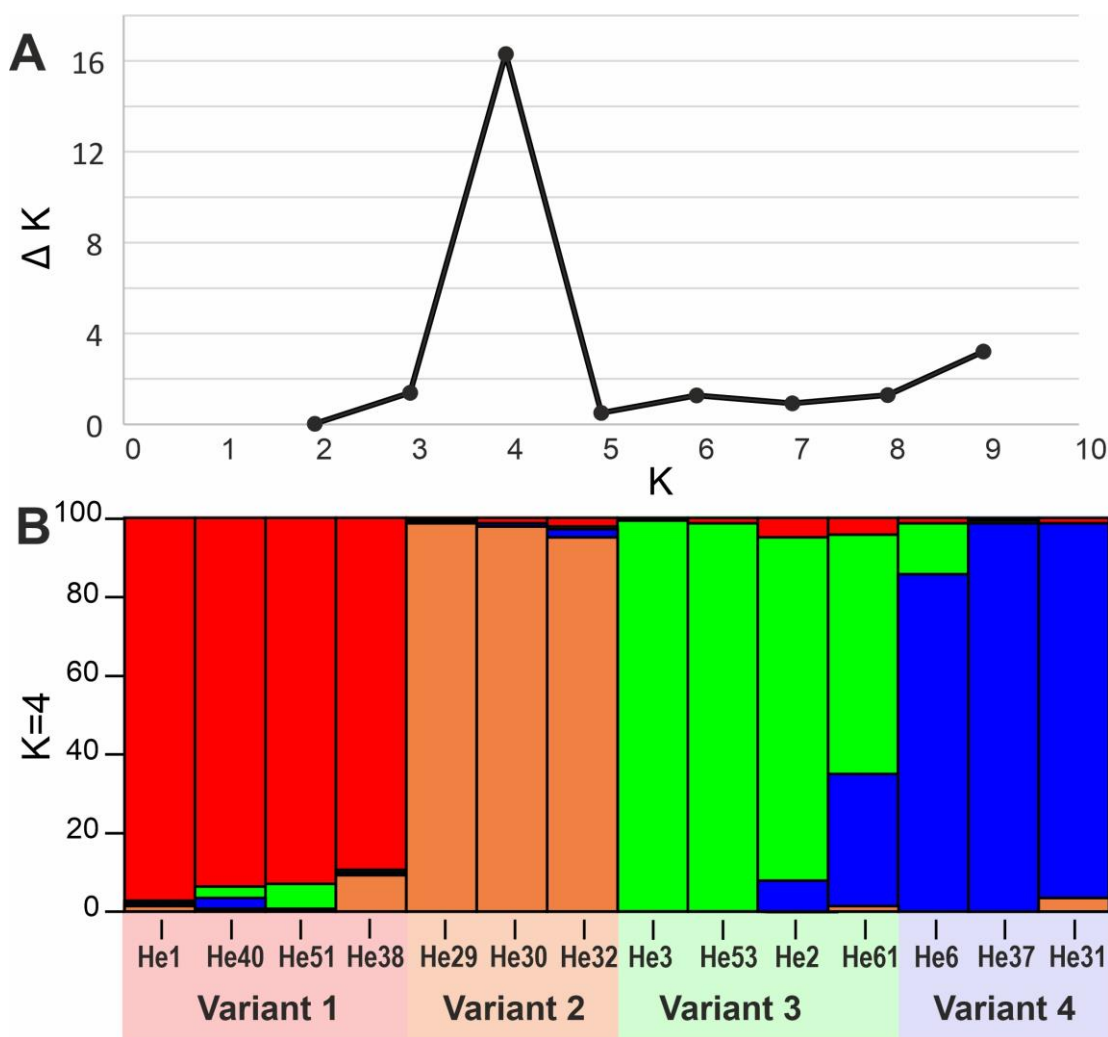 A
16
12
8
4
0
Δ K
0 1 2 3 4 5 6 7 8 9 10
K
B
100
80
60
40
20
0
K=4
He1 He40 He51 He38 He29 He30 He32 He3 He53 He2 He61 He6 He37 He31
Variant 1 Variant 2 Variant 3 Variant 4